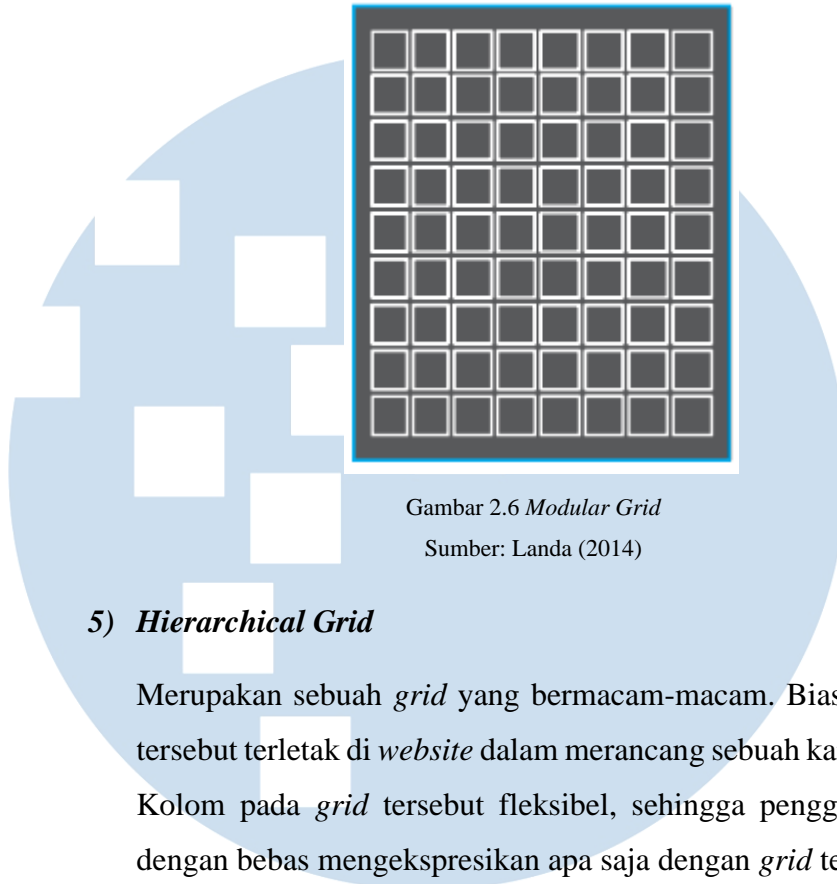 Gambar 2.6 Modular Grid
Sumber: Landa (2014)
5) Hierarchical Grid
Merupakan sebuah grid yang bermacam-macam. Bias
tersebut terletak di website dalam merancang sebuah ka
Kolom pada grid tersebut fleksibel, sehingga pengg
dengan bebas mengekspresikan apa saja dengan grid te